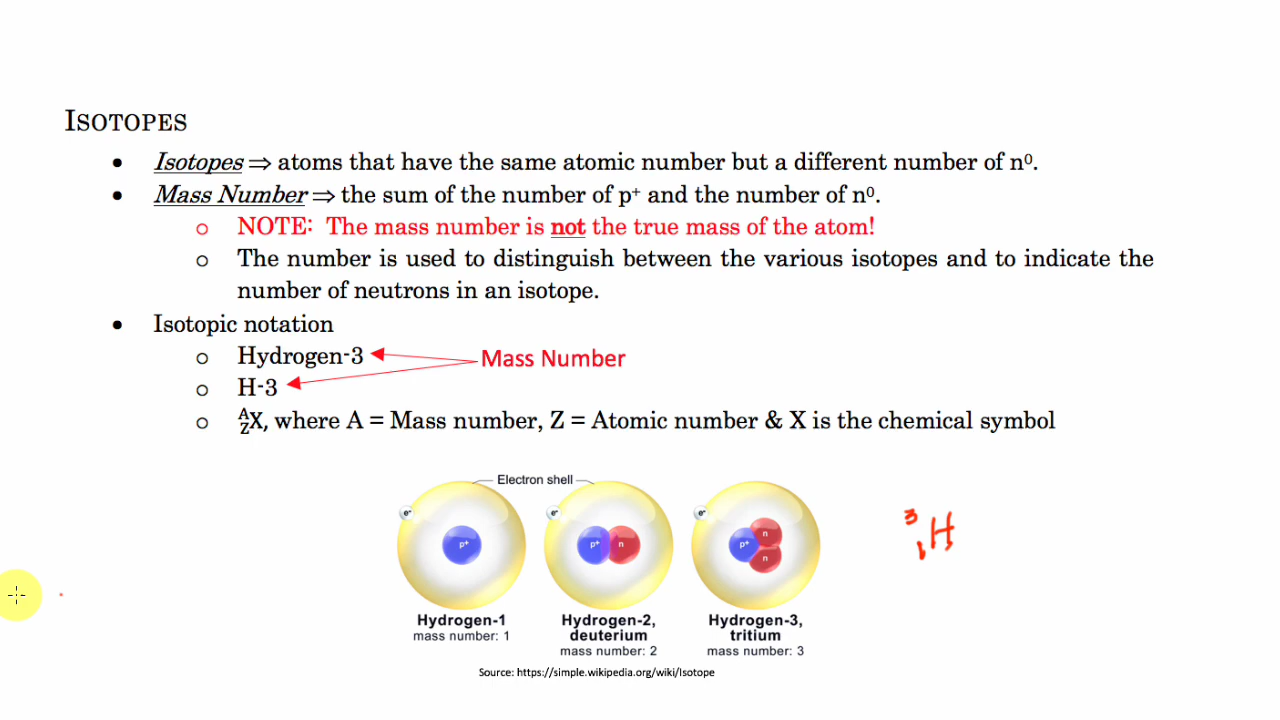 ISOTOPES
• Isotopes ⇒ atoms that have the same atomic number but a different number of n⁰.
• Mass Number ⇒ the sum of the number of p⁺ and the number of n⁰.
o NOTE: The mass number is not the true mass of the atom!
o The number is used to distinguish between the various isotopes and to indicate the
number of neutrons in an isotope.
• Isotopic notation
o Hydrogen-3
Mass Number
o H-3
o ᴬ_ZX, where A = Mass number, Z = Atomic number & X is the chemical symbol
Electron shell
e⁻ e⁻ e⁻
p⁺ p⁺ n p⁺ n n
³₁H
Hydrogen-1 Hydrogen-2, Hydrogen-3,
mass number: 1 deuterium tritium
mass number: 2 mass number: 3
Source: https://simple.wikipedia.org/wiki/Isotope